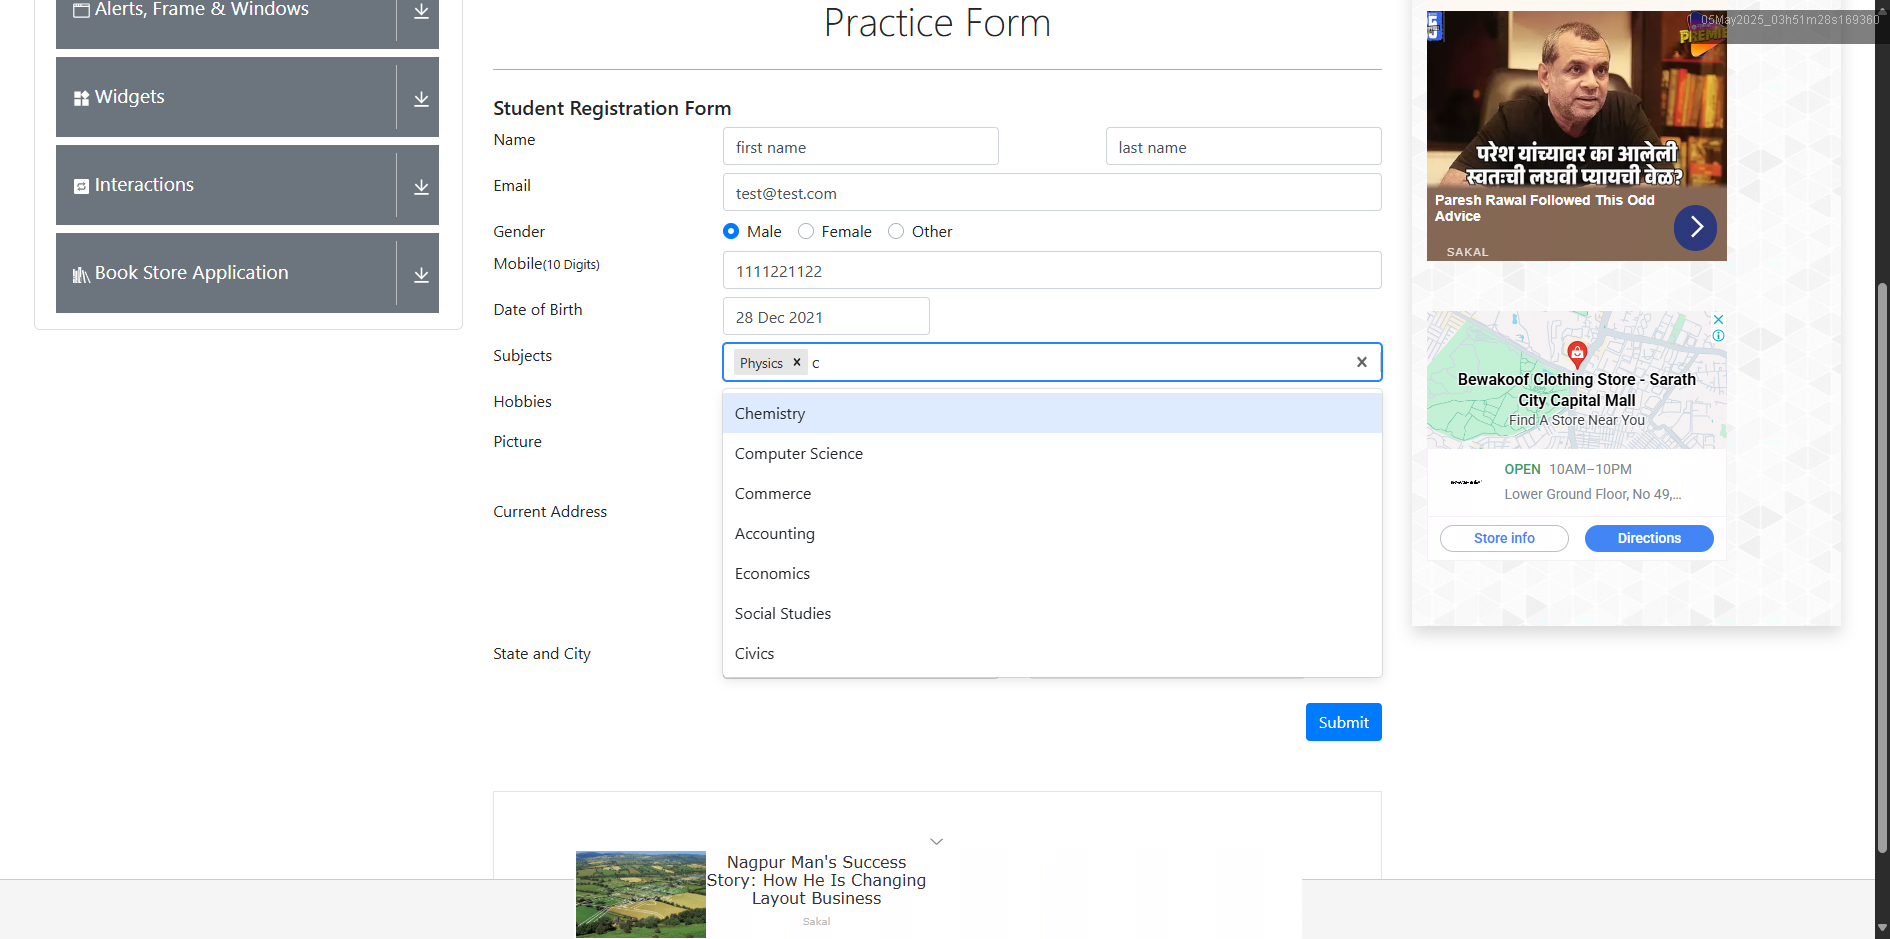 Alerts, Frame & Windows
Widgets
Interactions
Book Store Application
Practice Form
Student Registration Form
Name
first name
last name
Email
test@test.com
Gender
Male
Female
Other
Mobile(10 Digits)
1111221122
Date of Birth
28 Dec 2021
Subjects
Physics
c
Hobbies
Chemistry
Computer Science
Picture
Commerce
Current Address
Accounting
Economics
Social Studies
State and City
Civics
Submit
Nagpur Man's Success
Story: How He Is Changing
Layout Business
Sakal
05May2025_03h51m28s169360
PREMIE
परेश यांच्यावर का आलेली
स्वतःची लघवी प्यायची वेळ?
Paresh Rawal Followed This Odd
Advice
SAKAL
Bewakoof Clothing Store - Sarath
City Capital Mall
Find A Store Near You
OPEN 10AM–10PM
Lower Ground Floor, No 49,...
Store info
Directions